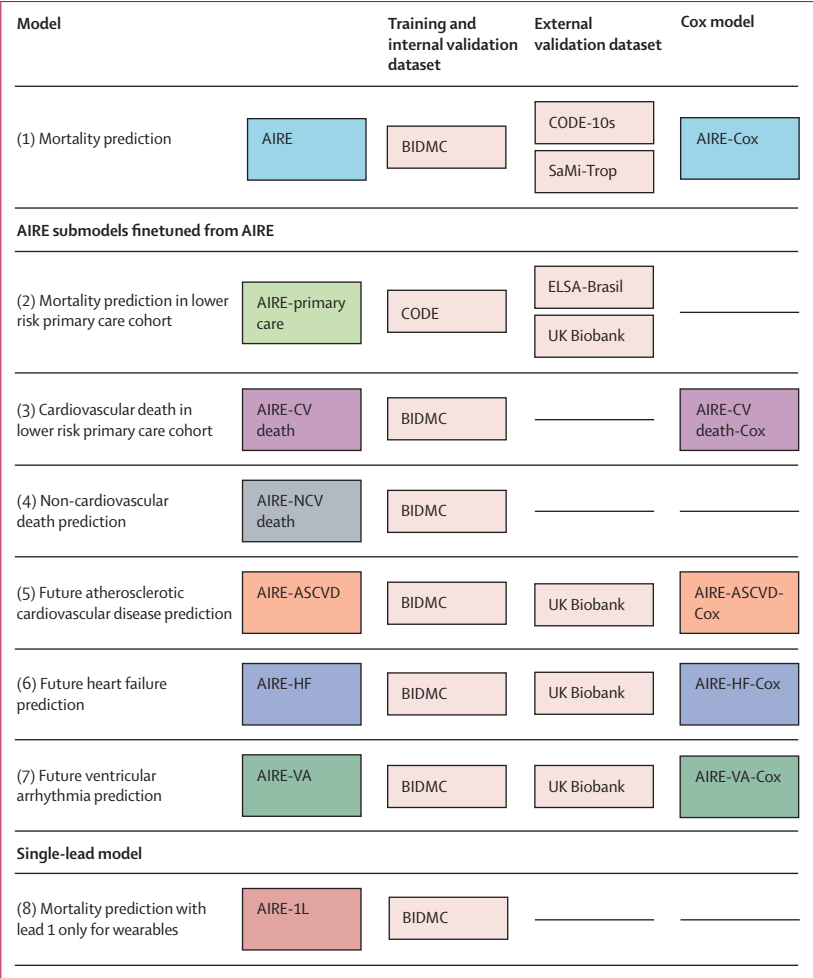 Model
Training and
internal validation
dataset
External
validation dataset
Cox model
(1) Mortality prediction
AIRE
BIDMC
CODE-10s
SaMi-Trop
AIRE-Cox
AIRE submodels finetuned from AIRE
(2) Mortality prediction in lower
risk primary care cohort
AIRE-primary
care
CODE
ELSA-Brasil
UK Biobank
(3) Cardiovascular death in
lower risk primary care cohort
AIRE-CV
death
BIDMC
AIRE-CV
death-Cox
(4) Non-cardiovascular
death prediction
AIRE-NCV
death
BIDMC
(5) Future atherosclerotic
cardiovascular disease prediction
AIRE-ASCVD
BIDMC
UK Biobank
AIRE-ASCVD-
Cox
(6) Future heart failure
prediction
AIRE-HF
BIDMC
UK Biobank
AIRE-HF-Cox
(7) Future ventricular
arrhythmia prediction
AIRE-VA
BIDMC
UK Biobank
AIRE-VA-Cox
Single-lead model
(8) Mortality prediction with
lead 1 only for wearables
AIRE-1L
BIDMC